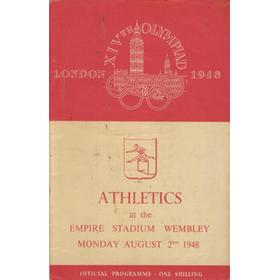 XIVTH OLYMPIAD
LONDON 1948
ATHLETICS
at the
EMPIRE STADIUM WEMBLEY
MONDAY AUGUST 2ND 1948
OFFICIAL PROGRAMME · ONE SHILLING